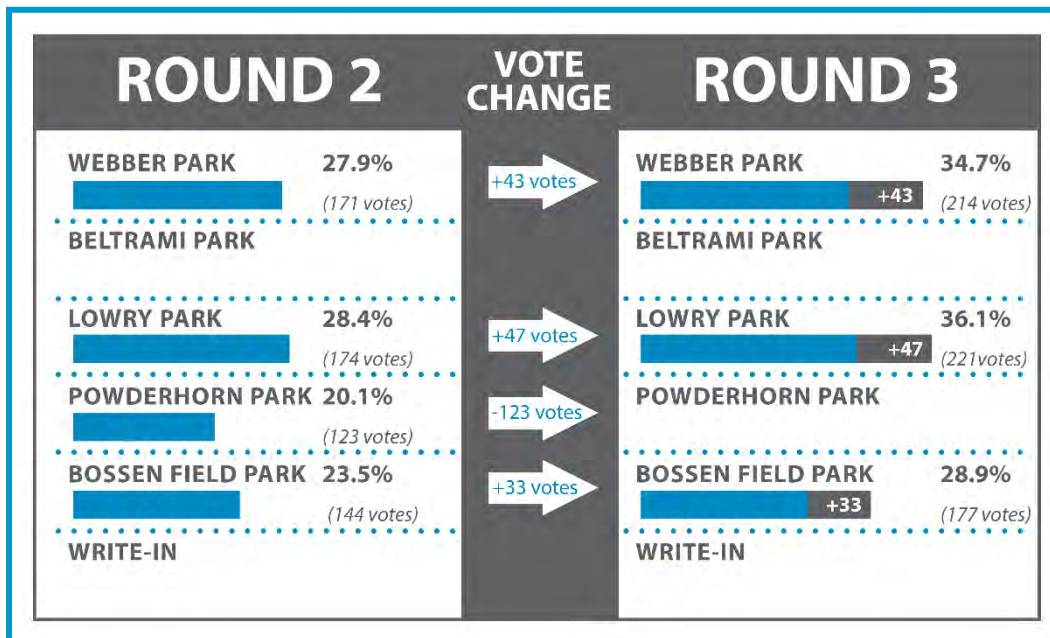 ROUND 2
VOTE
CHANGE
ROUND 3
WEBBER PARK 27.9%
(171 votes)
+43 votes
WEBBER PARK 34.7%
+43 (214 votes)
BELTRAMI PARK
BELTRAMI PARK
LOWRY PARK 28.4%
(174 votes)
+47 votes
LOWRY PARK 36.1%
+47 (221votes)
POWDERHORN PARK 20.1%
(123 votes)
-123 votes
POWDERHORN PARK
BOSSEN FIELD PARK 23.5%
(144 votes)
+33 votes
BOSSEN FIELD PARK 28.9%
+33 (177 votes)
WRITE-IN
WRITE-IN